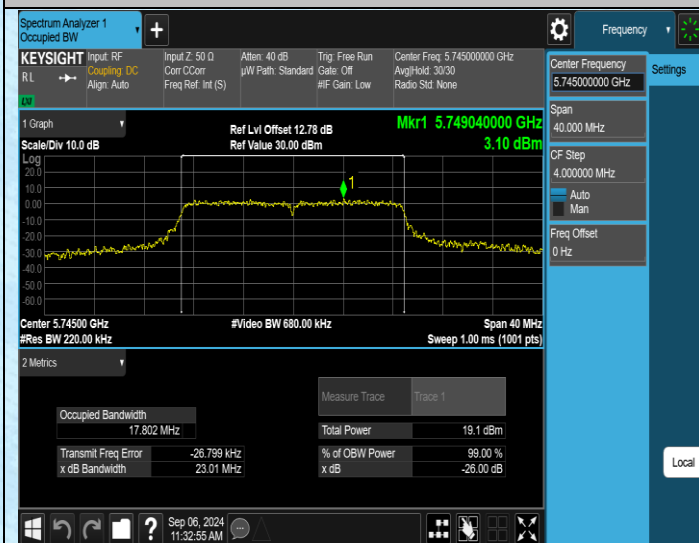 Spectrum Analyzer 1
Occupied BW
Frequency
KEYSIGHT
Input: RF
Coupling: DC
Align: Auto
Input Z: 50 Ω
Corr CCorr
Freq Ref: Int (S)
Atten: 40 dB
µW Path: Standard
Trig: Free Run
Gate: Off
#IF Gain: Low
Center Freq: 5.745000000 GHz
Avg|Hold: 30/30
Radio Std: None
R L
Center Frequency
5.745000000 GHz
Settings
Span
40.000 MHz
CF Step
4.000000 MHz
Auto
Man
Freq Offset
0 Hz
1 Graph
Scale/Div 10.0 dB
Ref Lvl Offset 12.78 dB
Ref Value 30.00 dBm
Mkr1 5.749040000 GHz
3.10 dBm
Log
20.0
10.0
0.00
-10.0
-20.0
-30.0
-40.0
-50.0
-60.0
1
Center 5.74500 GHz
#Video BW 680.00 kHz
Span 40 MHz
#Res BW 220.00 kHz
Sweep 1.00 ms (1001 pts)
2 Metrics
Measure Trace
Trace 1
Occupied Bandwidth
17.802 MHz
Total Power
19.1 dBm
Transmit Freq Error
-26.799 kHz
% of OBW Power
99.00 %
x dB Bandwidth
23.01 MHz
x dB
-26.00 dB
Local
?
Sep 06, 2024
11:32:55 AM